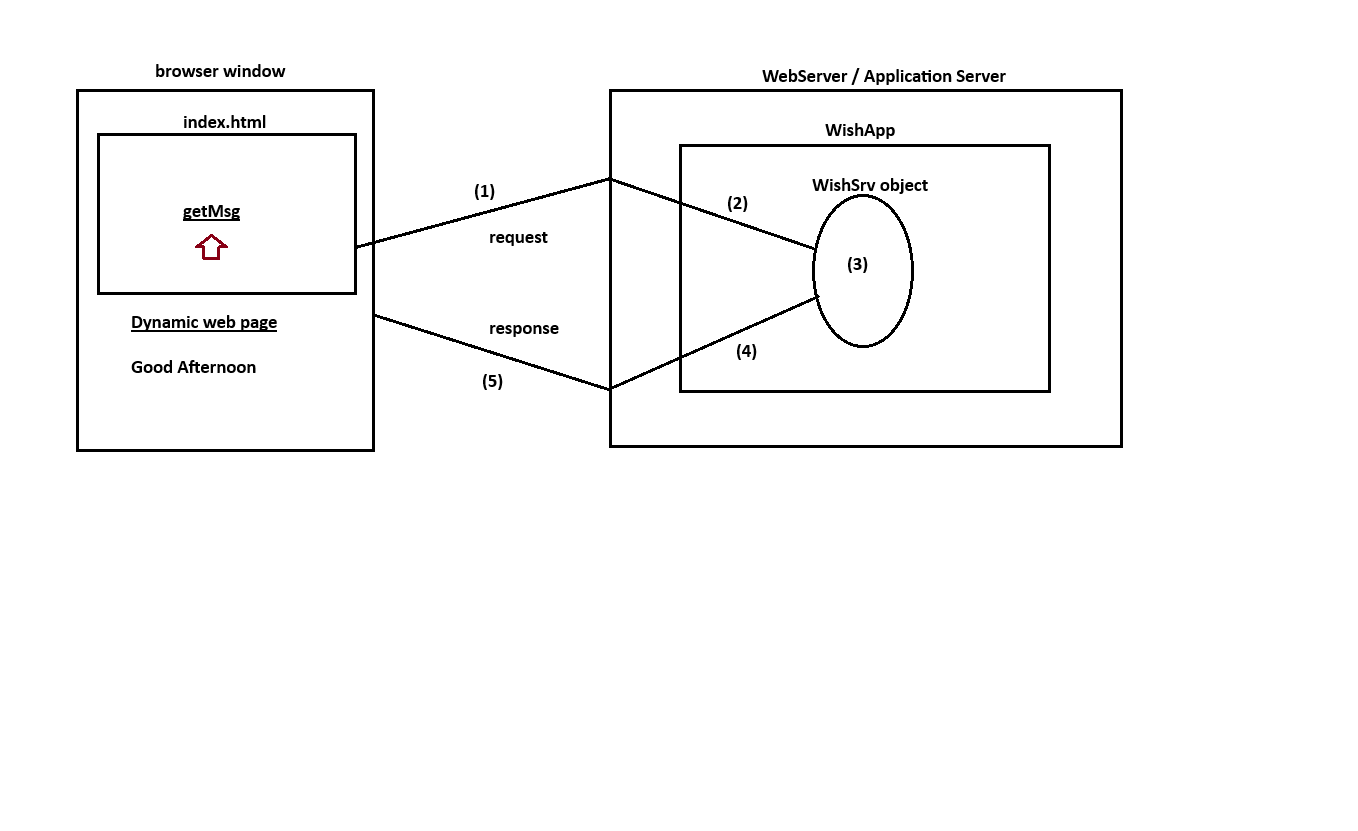 browser window
WebServer / Application Server
index.html
WishApp
WishSrv object
(1)
(2)
getMsg
request
(3)
Dynamic web page
response
(4)
Good Afternoon
(5)